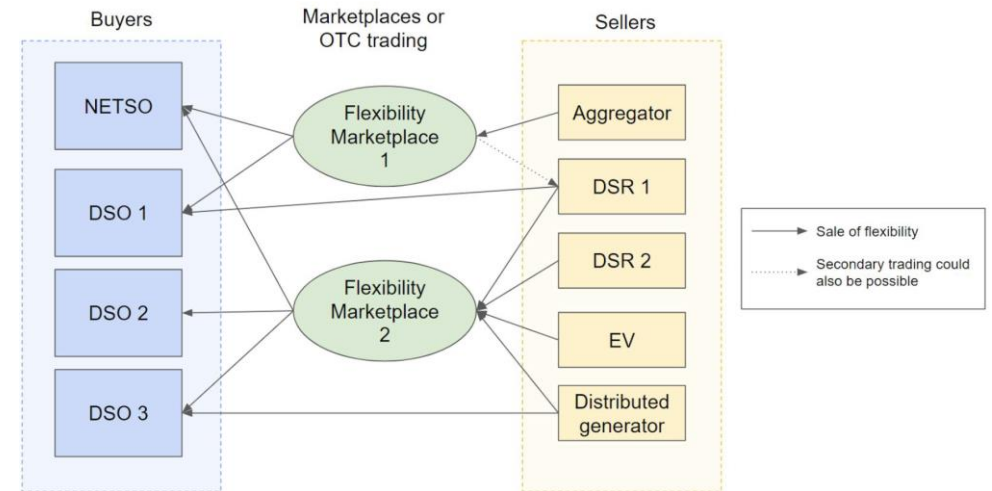 Buyers
Marketplaces or
OTC trading
Sellers
NETSO
DSO 1
DSO 2
DSO 3
Flexibility
Marketplace
1
Flexibility
Marketplace
2
Aggregator
DSR 1
DSR 2
EV
Distributed
generator
Sale of flexibility
Secondary trading could
also be possible